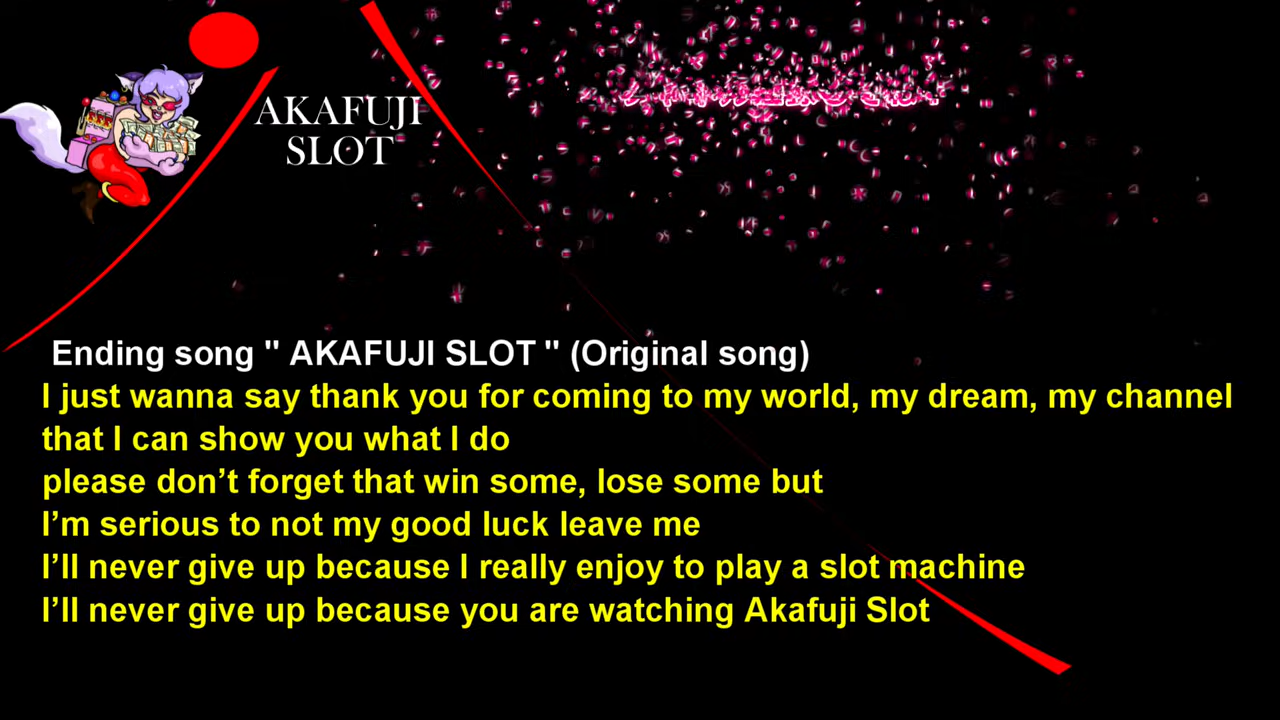 AKAFUJI
SLOT
Ending song " AKAFUJI SLOT " (Original song)
I just wanna say thank you for coming to my world, my dream, my channel
that I can show you what I do
please don’t forget that win some, lose some but
I’m serious to not my good luck leave me
I’ll never give up because I really enjoy to play a slot machine
I’ll never give up because you are watching Akafuji Slot